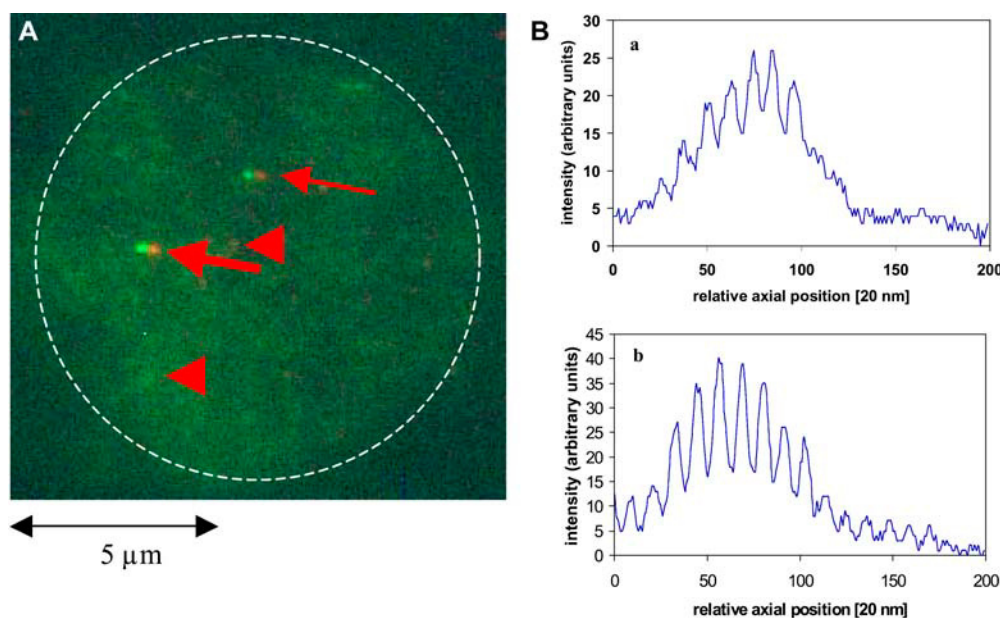 A
5 µm
B
a
intensity (arbitrary units)
30
25
20
15
10
5
0
0 50 100 150 200
relative axial position [20 nm]
b
intensity (arbitrary units)
45
40
35
30
25
20
15
10
5
0
0 50 100 150 200
relative axial position [20 nm]